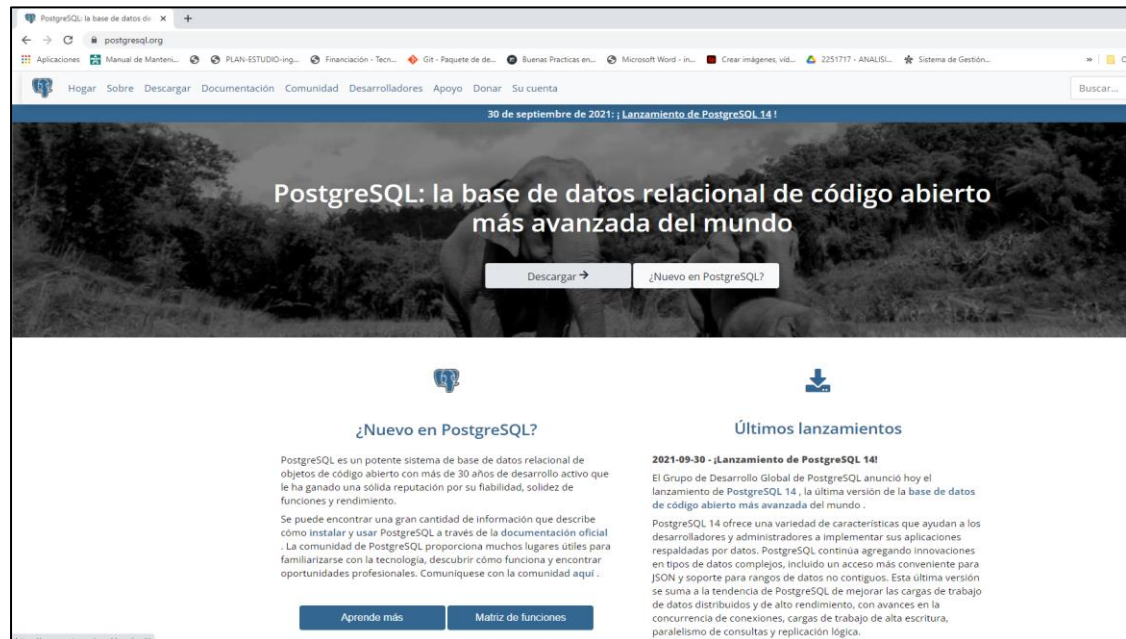 PostgreSQL: la base de datos de
postgresql.org
Aplicaciones Manual de Manteni... PLAN-ESTUDIO-ing... Financiación - Tecn... Git - Paquete de de... Buenas Practicas en... Microsoft Word - in... Crear imágenes, vid... 2251717 - ANALISI... Sistema de Gestión... »
Hogar Sobre Descargar Documentación Comunidad Desarrolladores Apoyo Donar Su cuenta Buscar...
30 de septiembre de 2021: ¡ Lanzamiento de PostgreSQL 14 !
PostgreSQL: la base de datos relacional de código abierto
más avanzada del mundo
Descargar → ¿Nuevo en PostgreSQL?
¿Nuevo en PostgreSQL?
PostgreSQL es un potente sistema de base de datos relacional de
objetos de código abierto con más de 30 años de desarrollo activo que
le ha ganado una sólida reputación por su fiabilidad, solidez de
funciones y rendimiento.
Se puede encontrar una gran cantidad de información que describe
cómo instalar y usar PostgreSQL a través de la documentación oficial
. La comunidad de PostgreSQL proporciona muchos lugares útiles para
familiarizarse con la tecnología, descubrir cómo funciona y encontrar
oportunidades profesionales. Comuníquese con la comunidad aquí .
Aprende más Matriz de funciones
Últimos lanzamientos
2021-09-30 - ¡Lanzamiento de PostgreSQL 14!
El Grupo de Desarrollo Global de PostgreSQL anunció hoy el
lanzamiento de PostgreSQL 14 , la última versión de la base de datos
de código abierto más avanzada del mundo .
PostgreSQL 14 ofrece una variedad de características que ayudan a los
desarrolladores y administradores a implementar sus aplicaciones
respaldadas por datos. PostgreSQL continúa agregando innovaciones
en tipos de datos complejos, incluido un acceso más conveniente para
JSON y soporte para rangos de datos no contiguos. Esta última versión
se suma a la tendencia de PostgreSQL de mejorar las cargas de trabajo
de datos distribuidos y de alto rendimiento, con avances en la
concurrencia de conexiones, cargas de trabajo de alta escritura,
paralelismo de consultas y replicación lógica.